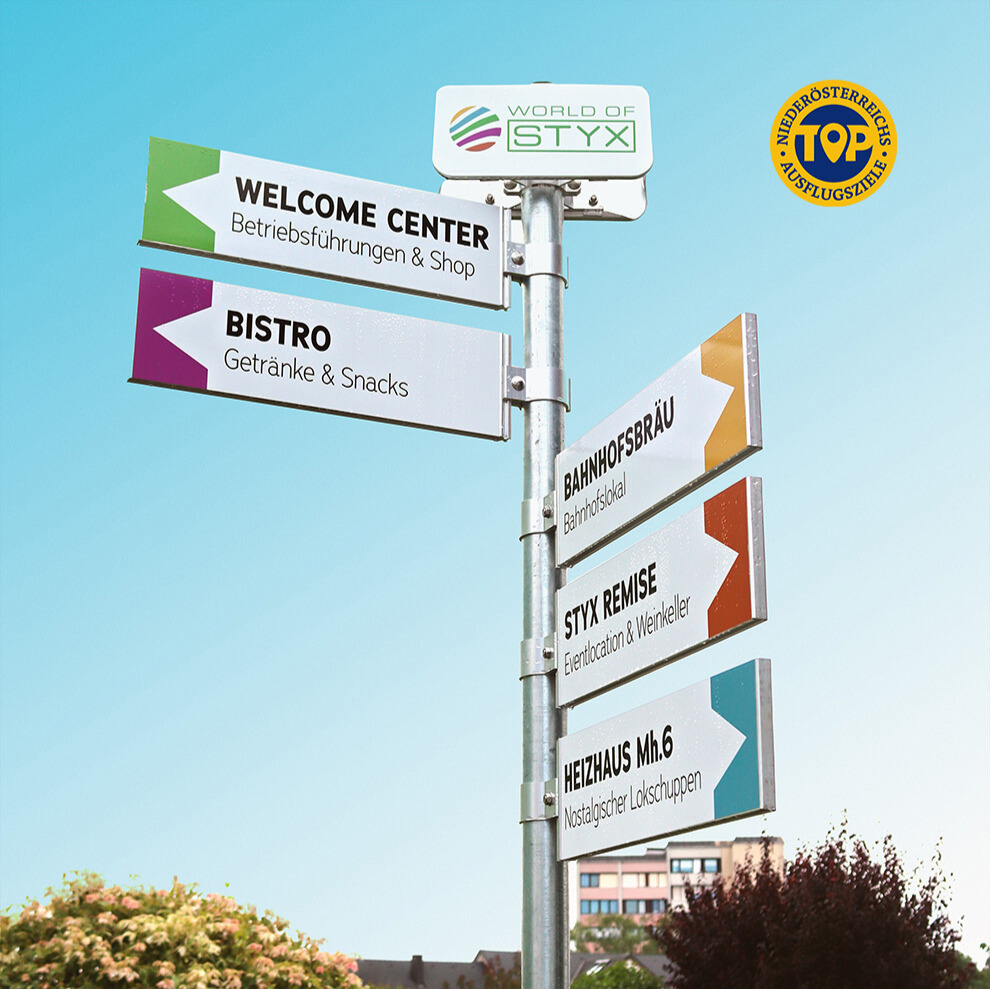 WORLD OF
STYX
NIEDERÖSTERREICHS
TOP
AUSFLUGSZIELE
WELCOME CENTER
Betriebsführungen & Shop
BISTRO
Getränke & Snacks
BAHNHOFSBRÄU
Bahnhofslokal
STYX REMISE
Eventlocation & Weinkeller
HEIZHAUS Mh.6
Nostalgischer Lokschuppen